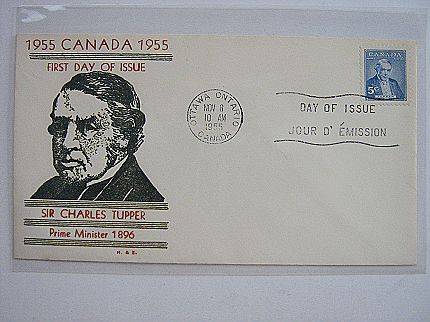 1955 CANADA 1955
FIRST DAY OF ISSUE
SIR CHARLES TUPPER
Prime Minister 1896
H. & E.
OTTAWA ONTARIO
NOV 8
10 AM
1955
CANADA
DAY OF ISSUE
JOUR D' ÉMISSION
5¢